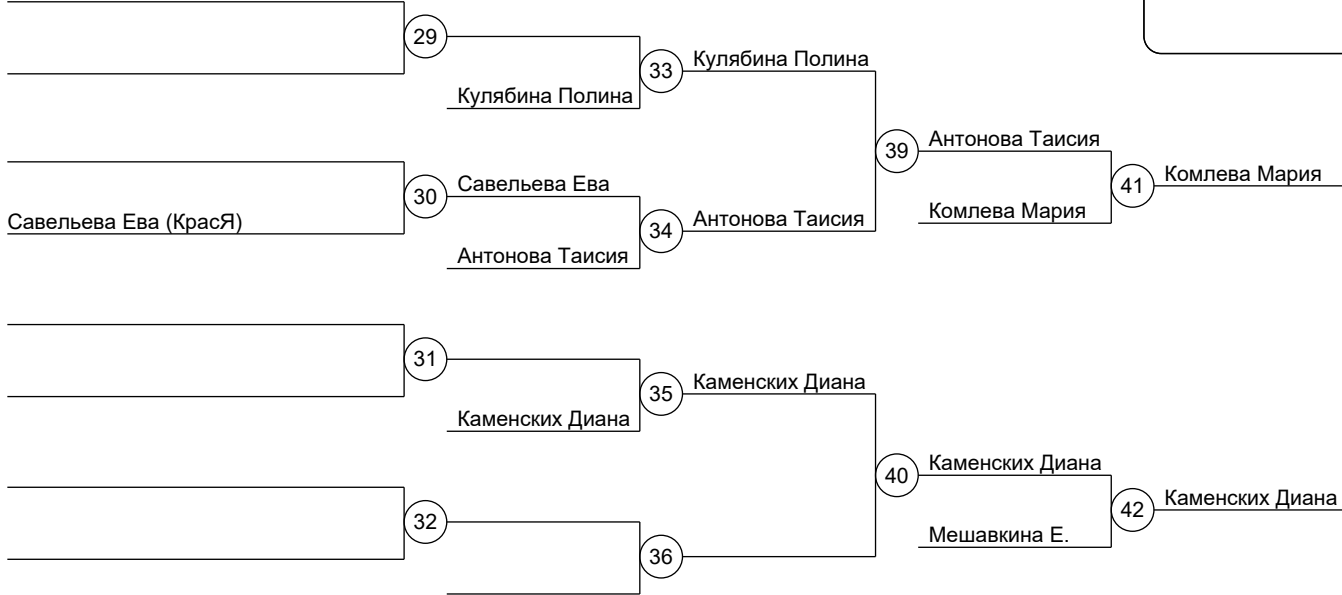 29
33
Кулябина Полина
Кулябина Полина
39
Антонова Таисия
30
Савельева Ева
41
Комлева Мария
Савельева Ева (КрасЯ)
34
Антонова Таисия
Комлева Мария
Антонова Таисия
31
35
Каменских Диана
Каменских Диана
40
Каменских Диана
32
42
Каменских Диана
Мешавкина Е.
36